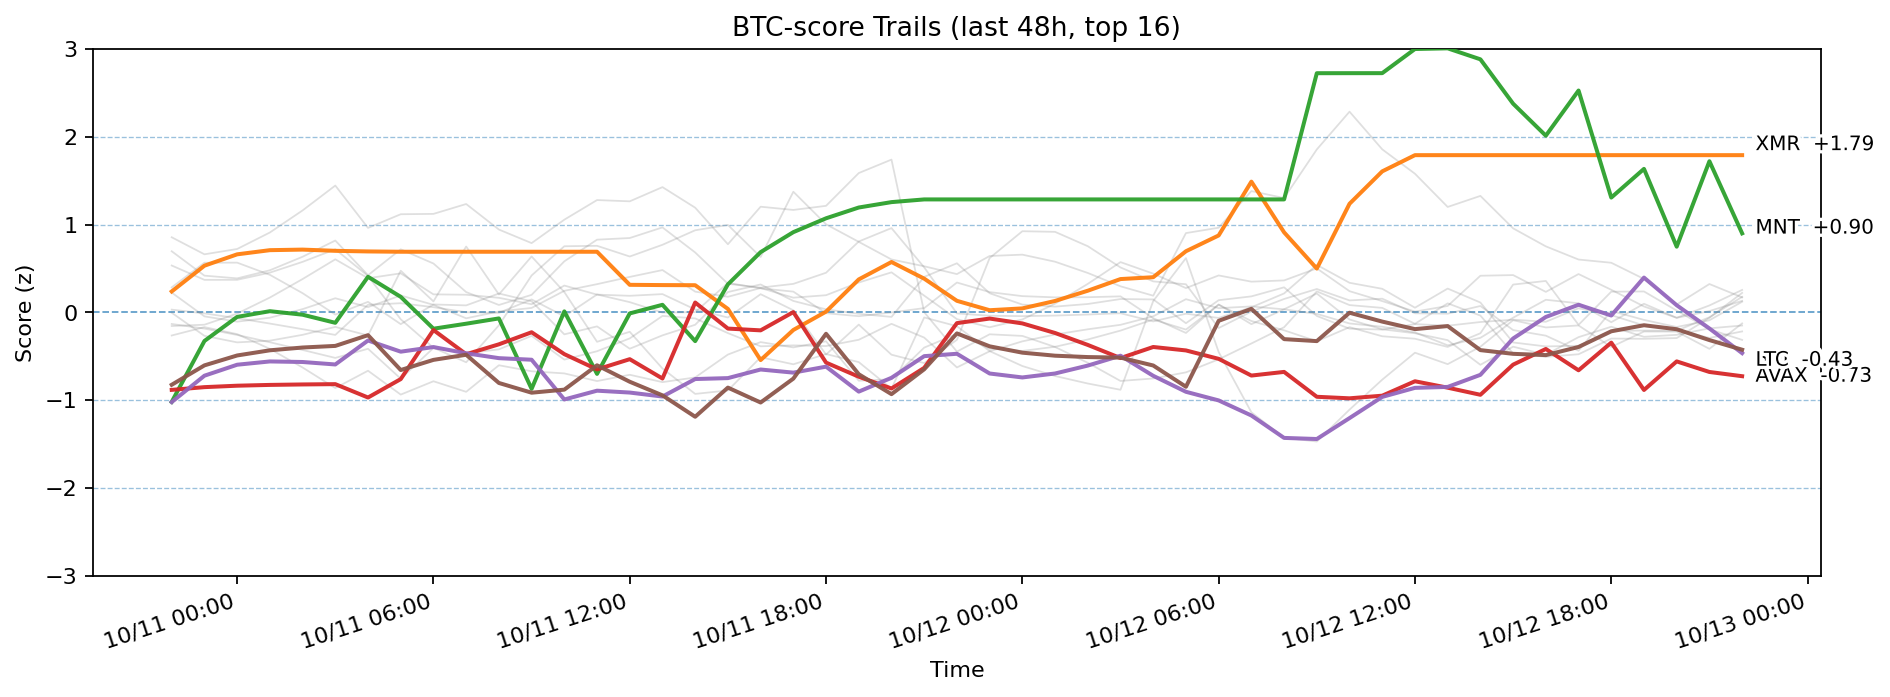 BTC-score Trails (last 48h, top 16)
Score (z)
3
2
1
0
−1
−2
−3
XMR +1.79
MNT +0.90
LTC -0.43
AVAX -0.73
10/11 00:00
10/11 06:00
10/11 12:00
10/11 18:00
10/12 00:00
10/12 06:00
10/12 12:00
10/12 18:00
10/13 00:00
Time